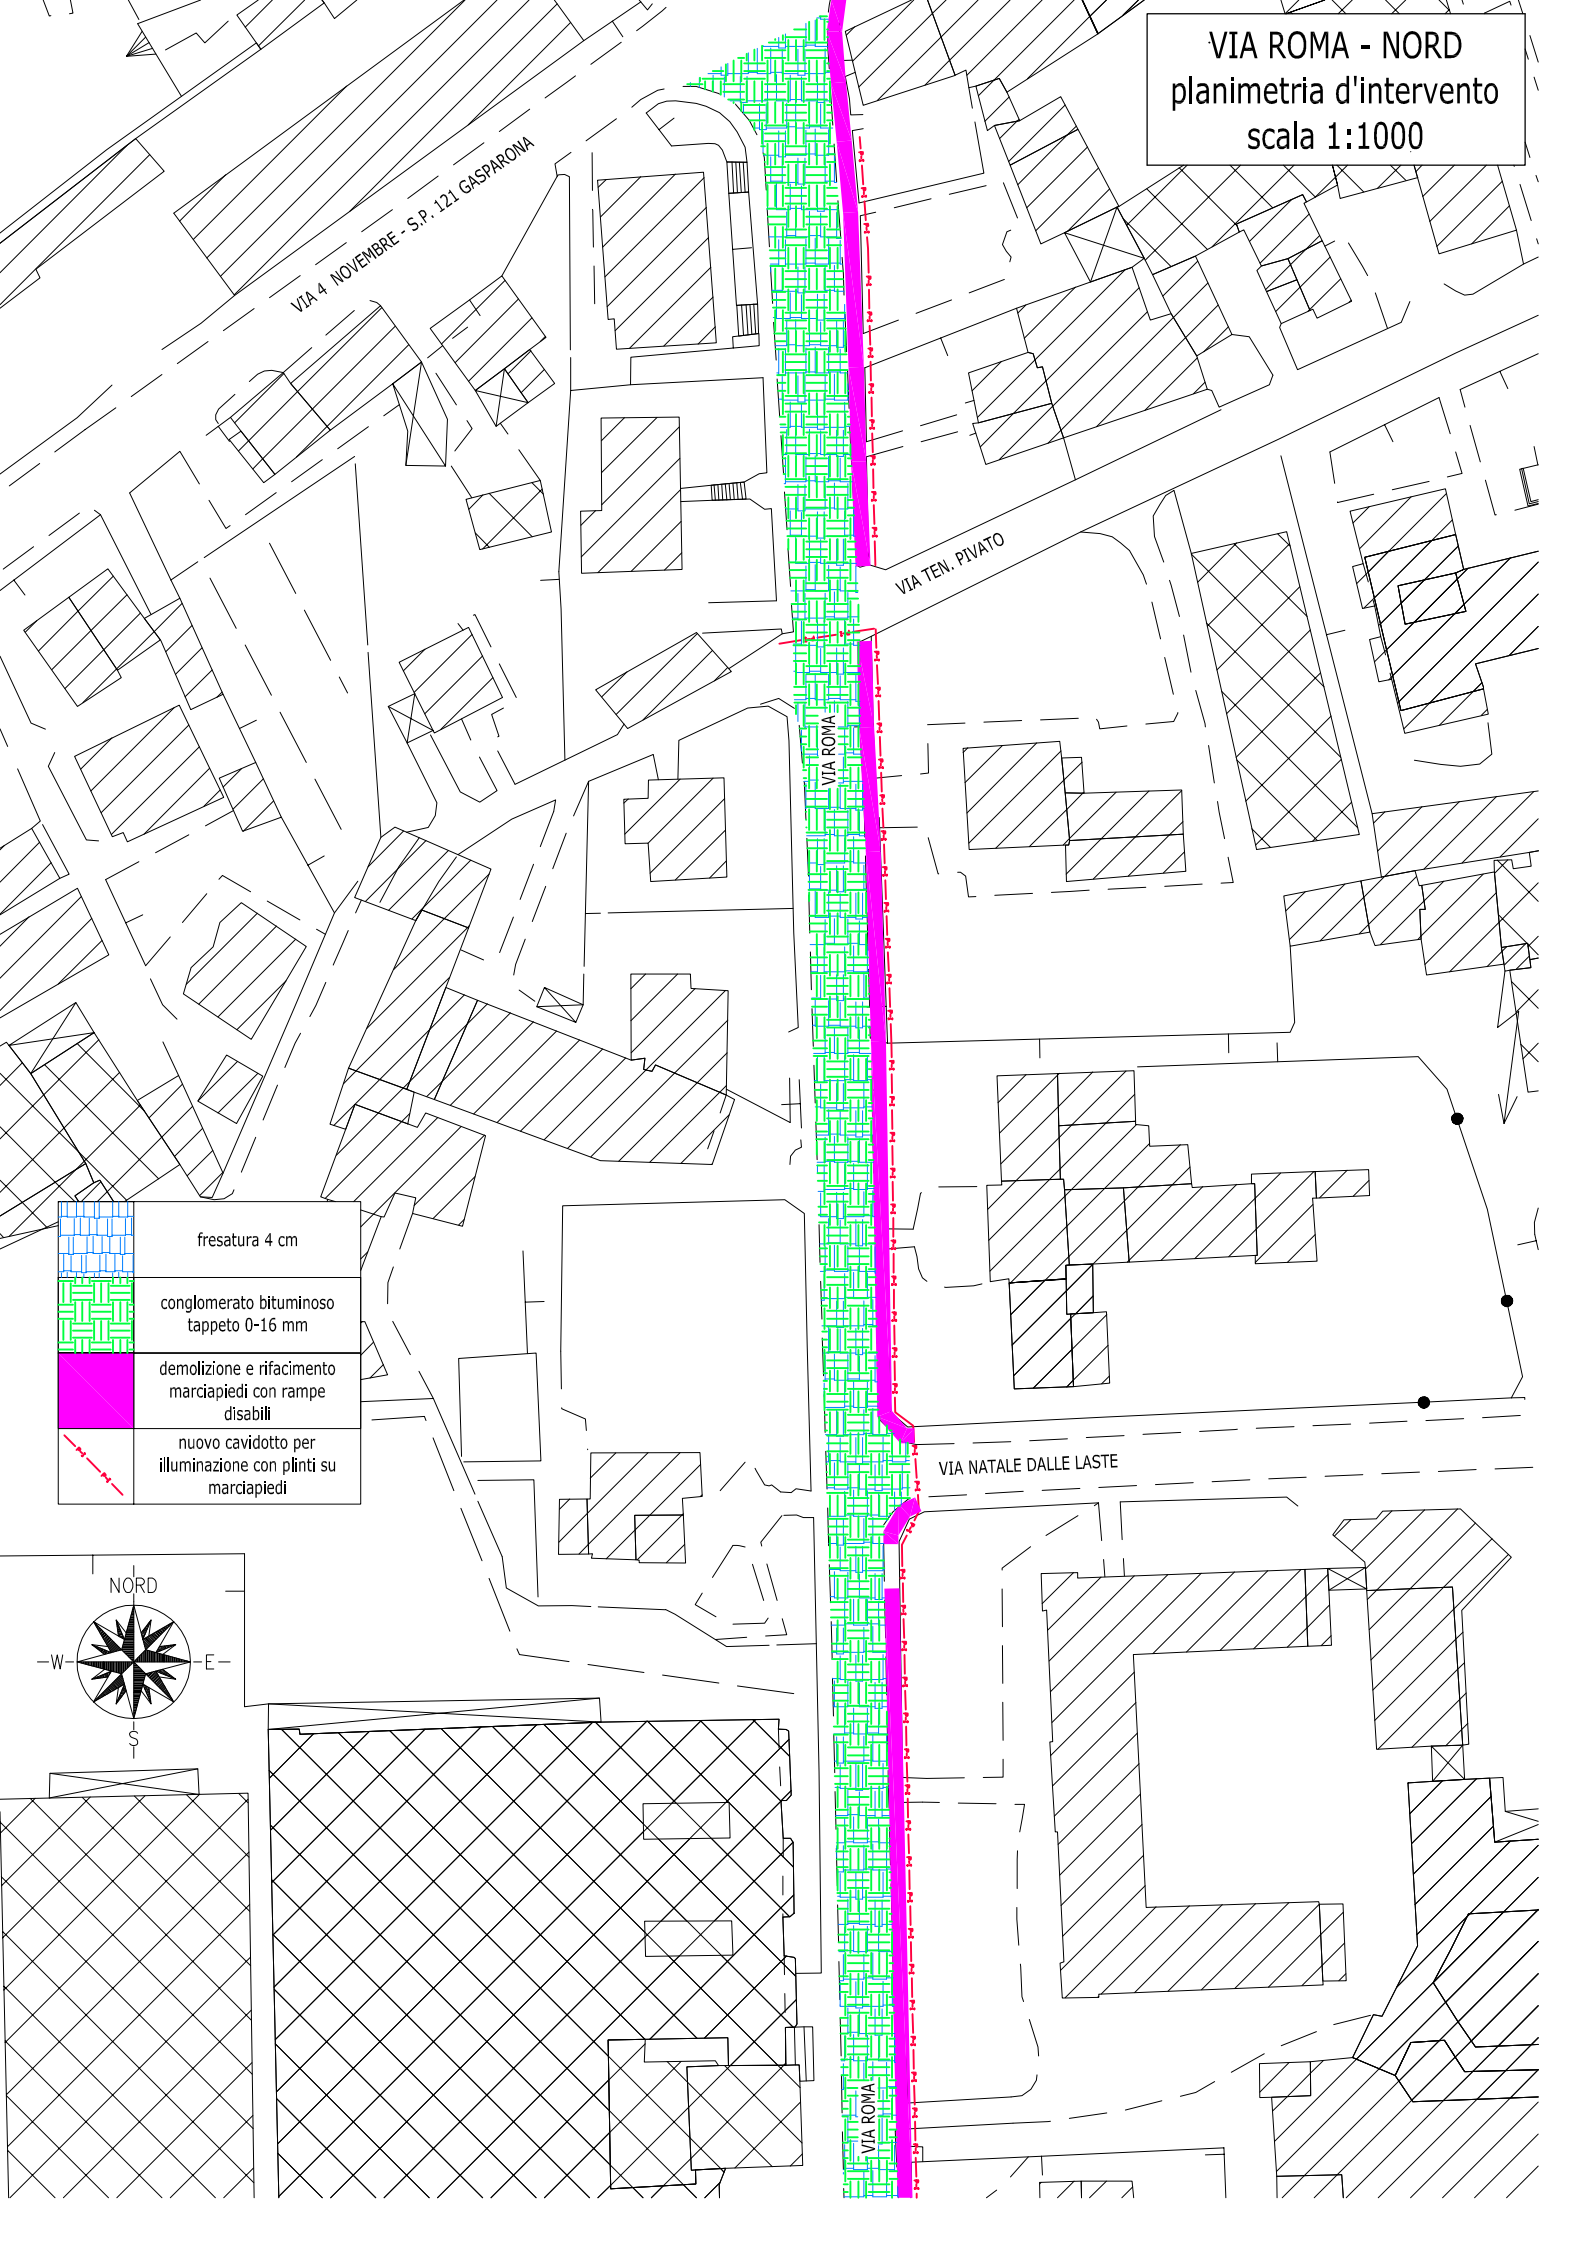 VIA ROMA - NORD
planimetria d'intervento
scala 1:1000
VIA 4 NOVEMBRE - S.P. 121 GASPARONA
VIA TEN. PIVATO
VIA ROMA
fresatura 4 cm
conglomerato bituminoso
tappeto 0-16 mm
demolizione e rifacimento
marciapiedi con rampe
disabili
nuovo cavidotto per
illuminazione con plinti su
marciapiedi
VIA NATALE DALLE LASTE
NORD
W
E
S
VIA ROMA